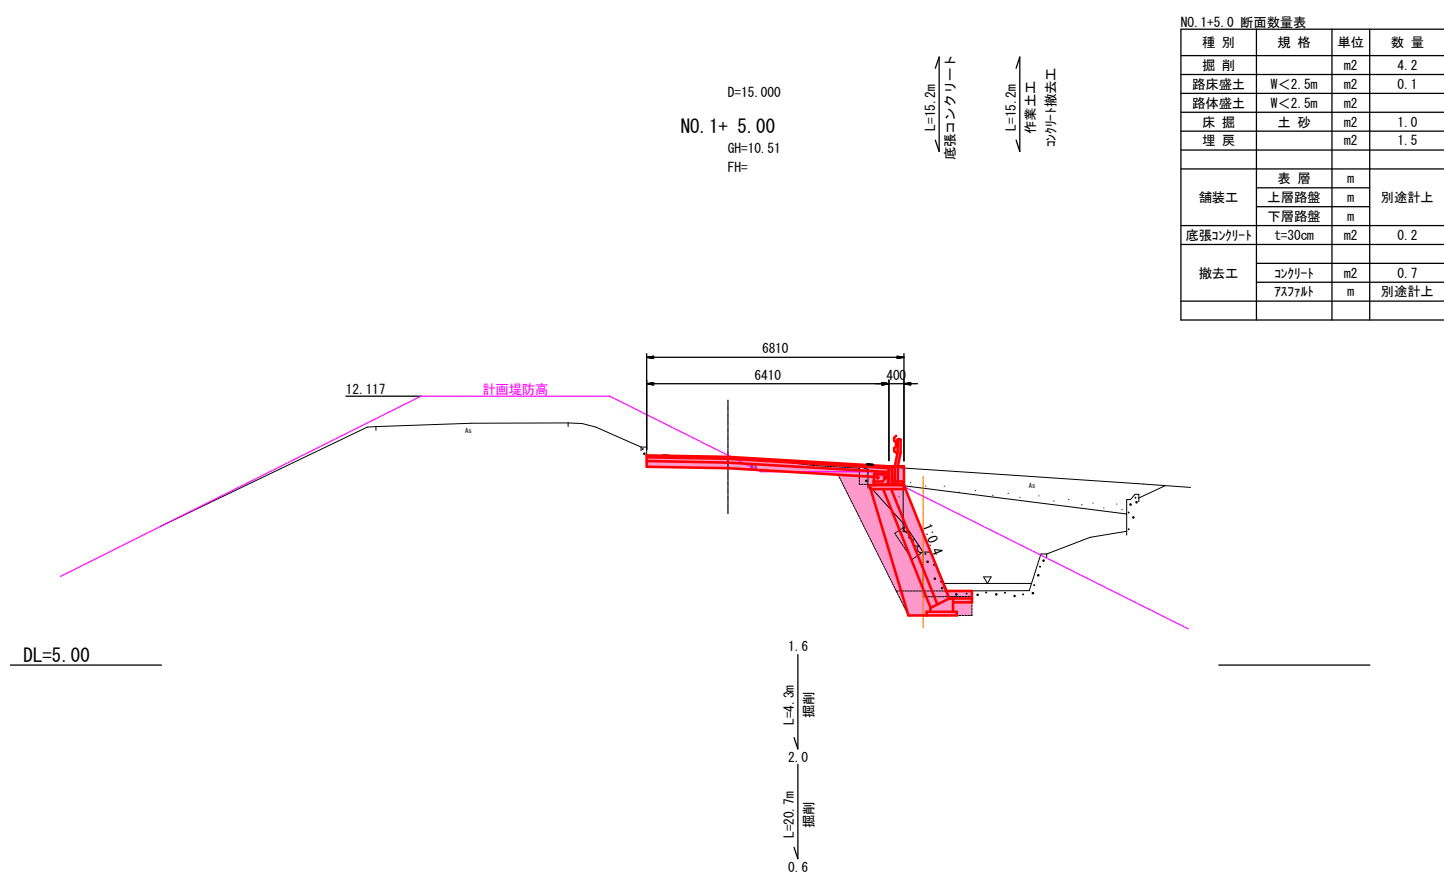 NO.1+5.0 断面数量表
種 別 規 格 単位 数 量
掘 削 m2 4.2
路床盛土 W＜2.5m m2 0.1
路体盛土 W＜2.5m m2
床 掘 土 砂 m2 1.0
埋 戻 m2 1.5
舗装工 表 層 m 別途計上
上層路盤 m
下層路盤 m
底張ｺﾝｸﾘｰﾄ t=30cm m2 0.2
撤去工 ｺﾝｸﾘｰﾄ m2 0.7
ｱｽﾌｧﾙﾄ m 別途計上
D=15.000
NO.1+ 5.00
GH=10.51
FH=
L=15.2m
底張コンクリート
L=15.2m
作業土工
ｺﾝｸﾘｰﾄ撤去工
6810
6410
400
12.117
計画堤防高
As
As
1:0.4
DL=5.00
1.6
L=4.3m
掘削
2.0
L=20.7m
掘削
0.6